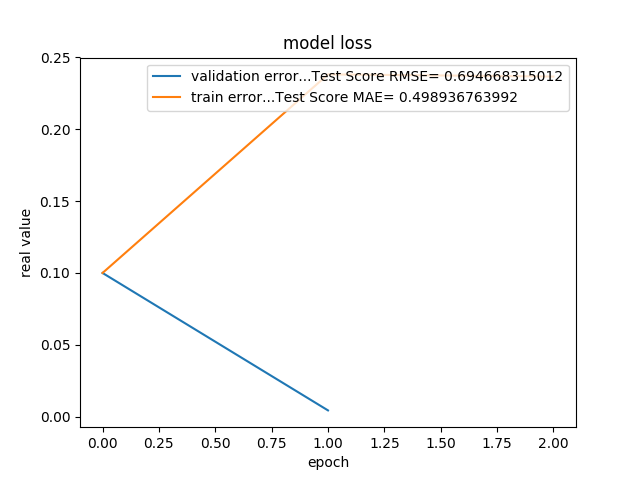 model loss
validation error...Test Score RMSE= 0.694668315012
train error...Test Score MAE= 0.498936763992
real value
0.25
0.20
0.15
0.10
0.05
0.00
0.00 0.25 0.50 0.75 1.00 1.25 1.50 1.75 2.00
epoch